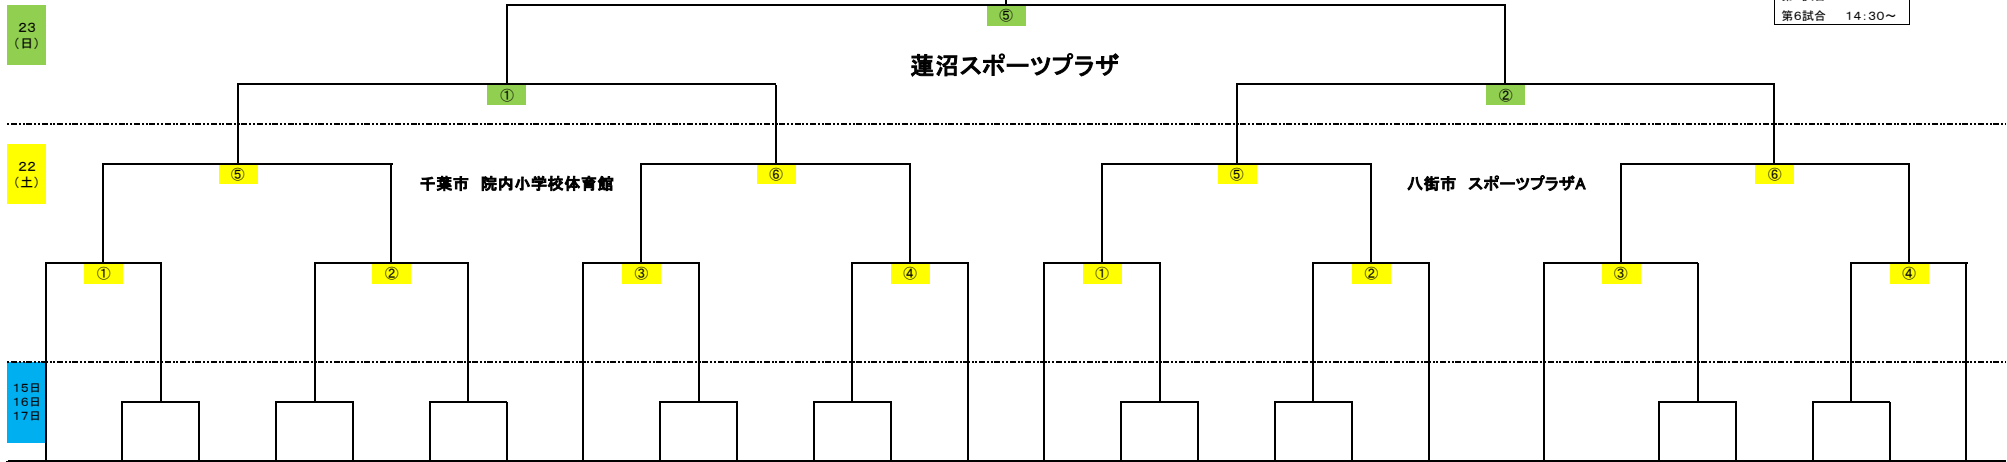 23
(日)
⑤
第6試合 14:30～
蓮沼スポーツプラザ
①
②
22
(土)
⑤
千葉市 院内小学校体育館
⑥
⑤
八街市 スポーツプラザA
⑥
①
②
③
④
①
②
③
④
15日
16日
17日